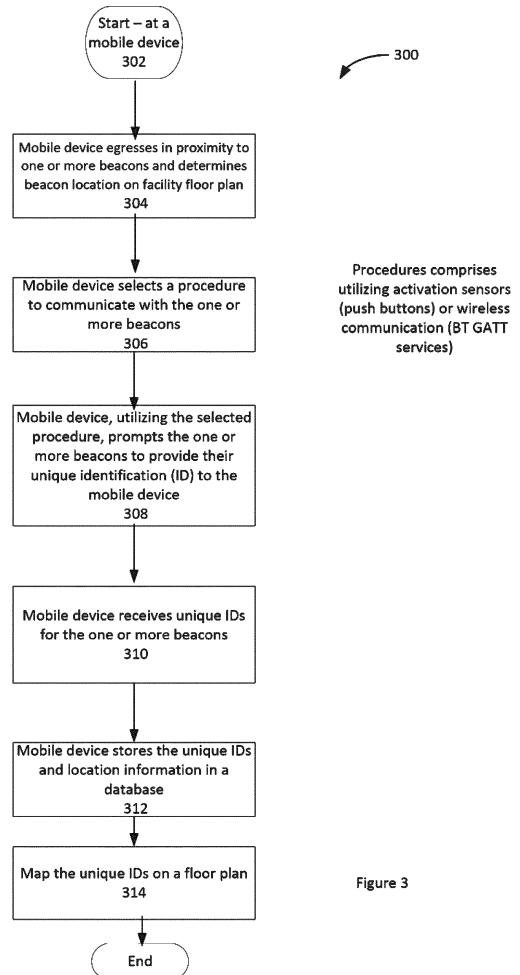 Start – at a
mobile device
302
300
Mobile device egresses in proximity to
one or more beacons and determines
beacon location on facility floor plan
304
Mobile device selects a procedure
to communicate with the one or
more beacons
306
Procedures comprises
utilizing activation sensors
(push buttons) or wireless
communication (BT GATT
services)
Mobile device, utilizing the selected
procedure, prompts the one or
more beacons to provide their
unique identification (ID) to the
mobile device
308
Mobile device receives unique IDs
for the one or more beacons
310
Mobile device stores the unique IDs
and location information in a
database
312
Map the unique IDs on a floor plan
314
Figure 3
End